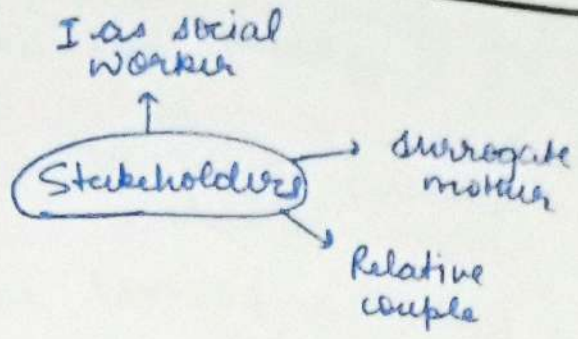 I as social
worker
Stakeholders
surrogate
mother
Relative
couple